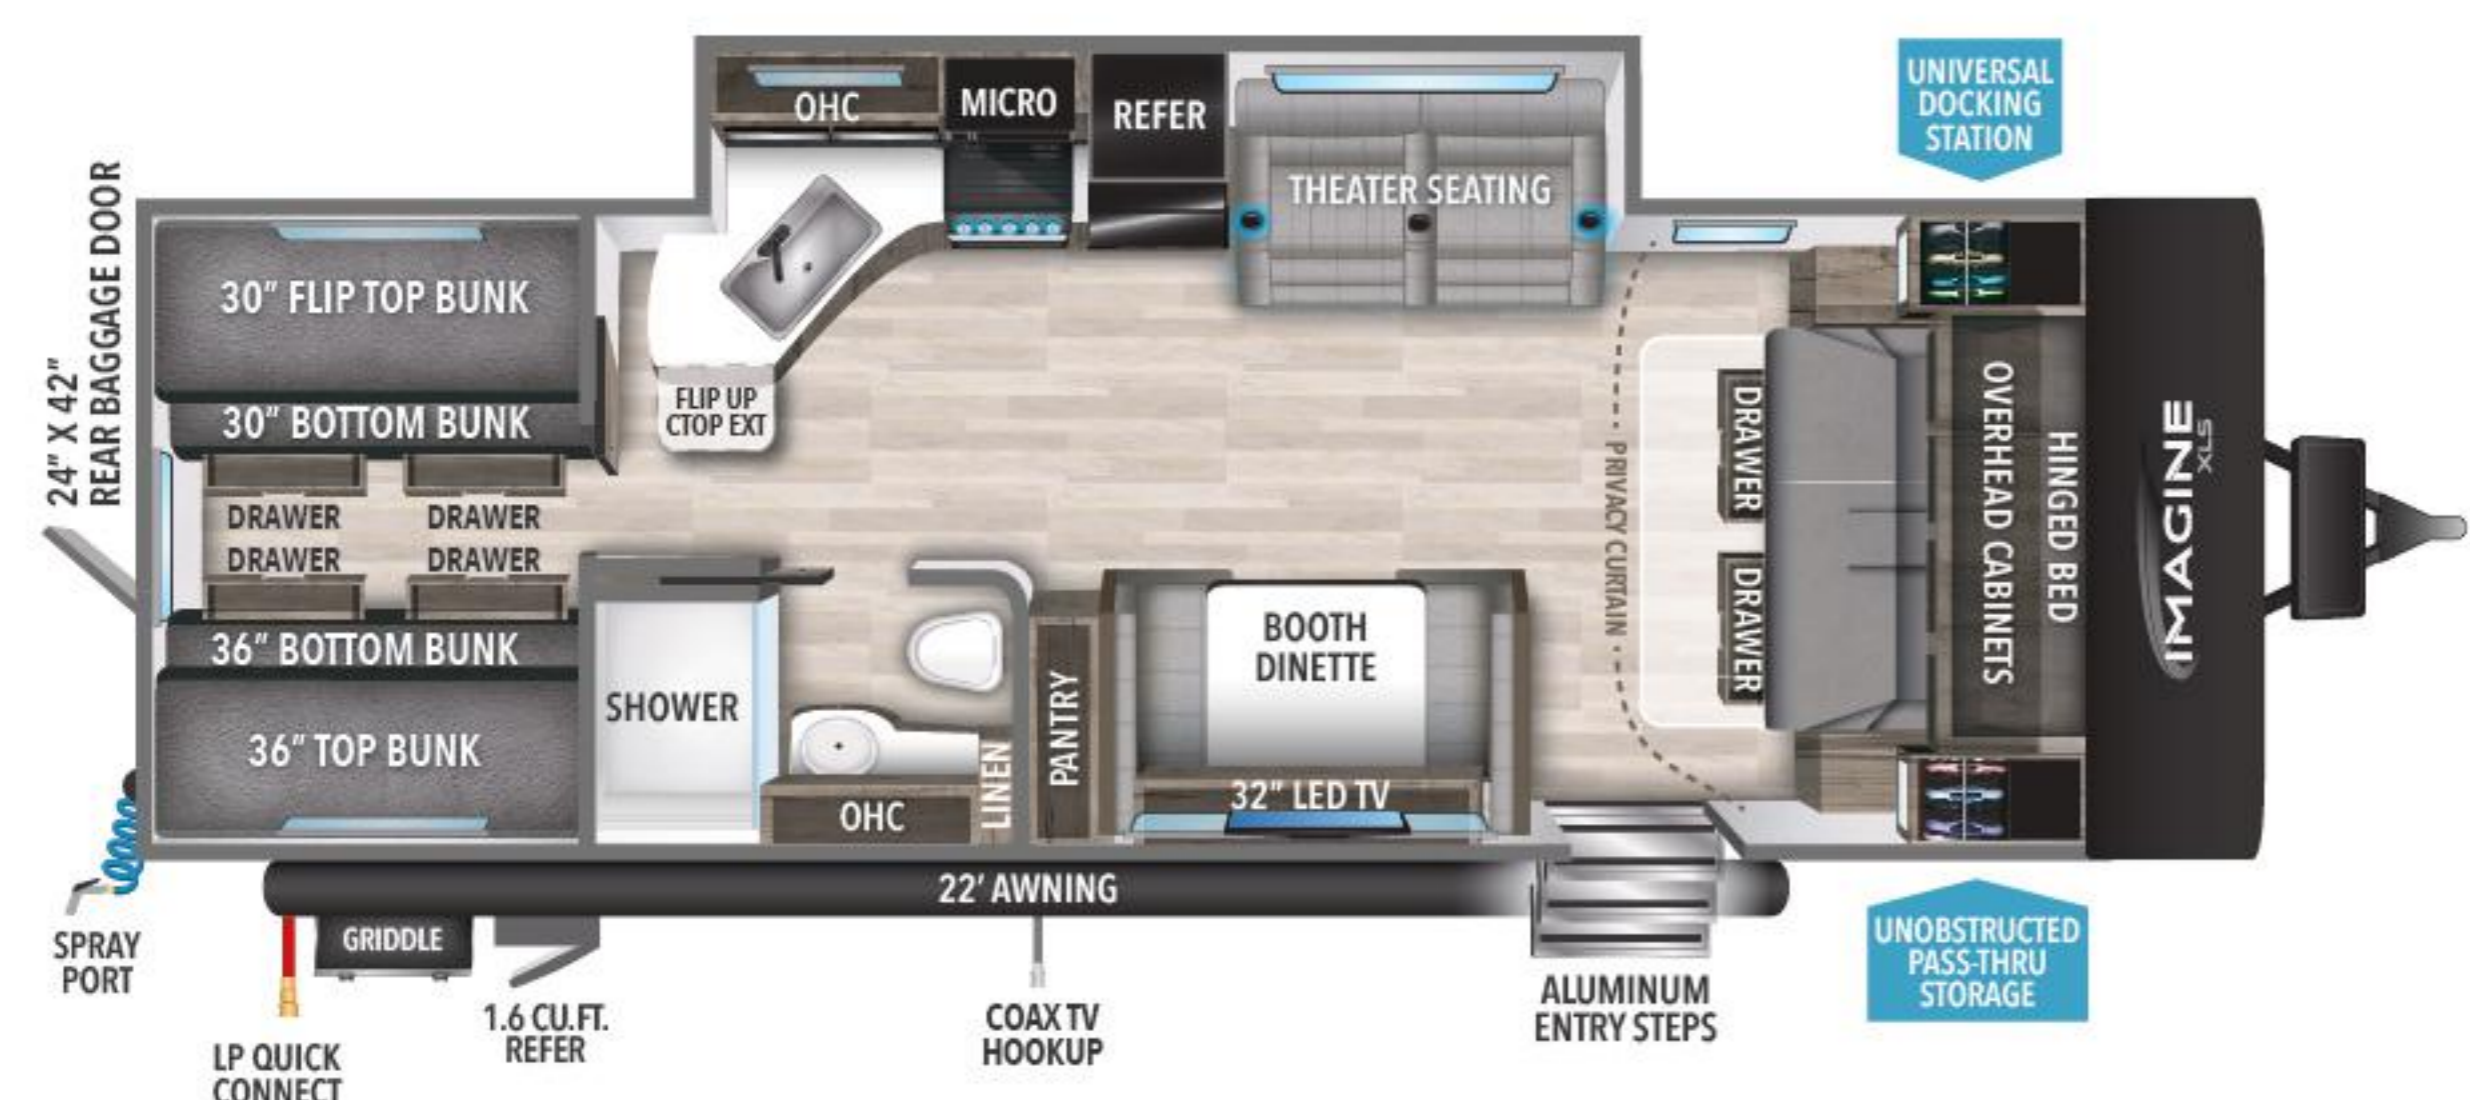 24" X 42"
REAR BAGGAGE DOOR
OHC
MICRO
REFER
THEATER SEATING
UNIVERSAL
DOCKING
STATION
30" FLIP TOP BUNK
30" BOTTOM BUNK
FLIP UP
CTOP EXT
DRAWER
DRAWER
DRAWER
DRAWER
36" BOTTOM BUNK
36" TOP BUNK
SHOWER
OHC
LINEN
PANTRY
BOOTH
DINETTE
32" LED TV
PRIVACY CURTAIN
DRAWER
DRAWER
OVERHEAD CABINETS
HINGED BED
IMAGINE
XLS
22' AWNING
SPRAY
PORT
LP QUICK
CONNECT
GRIDDLE
1.6 CU.FT.
REFER
COAX TV
HOOKUP
ALUMINUM
ENTRY STEPS
UNOBSTRUCTED
PASS-THRU
STORAGE